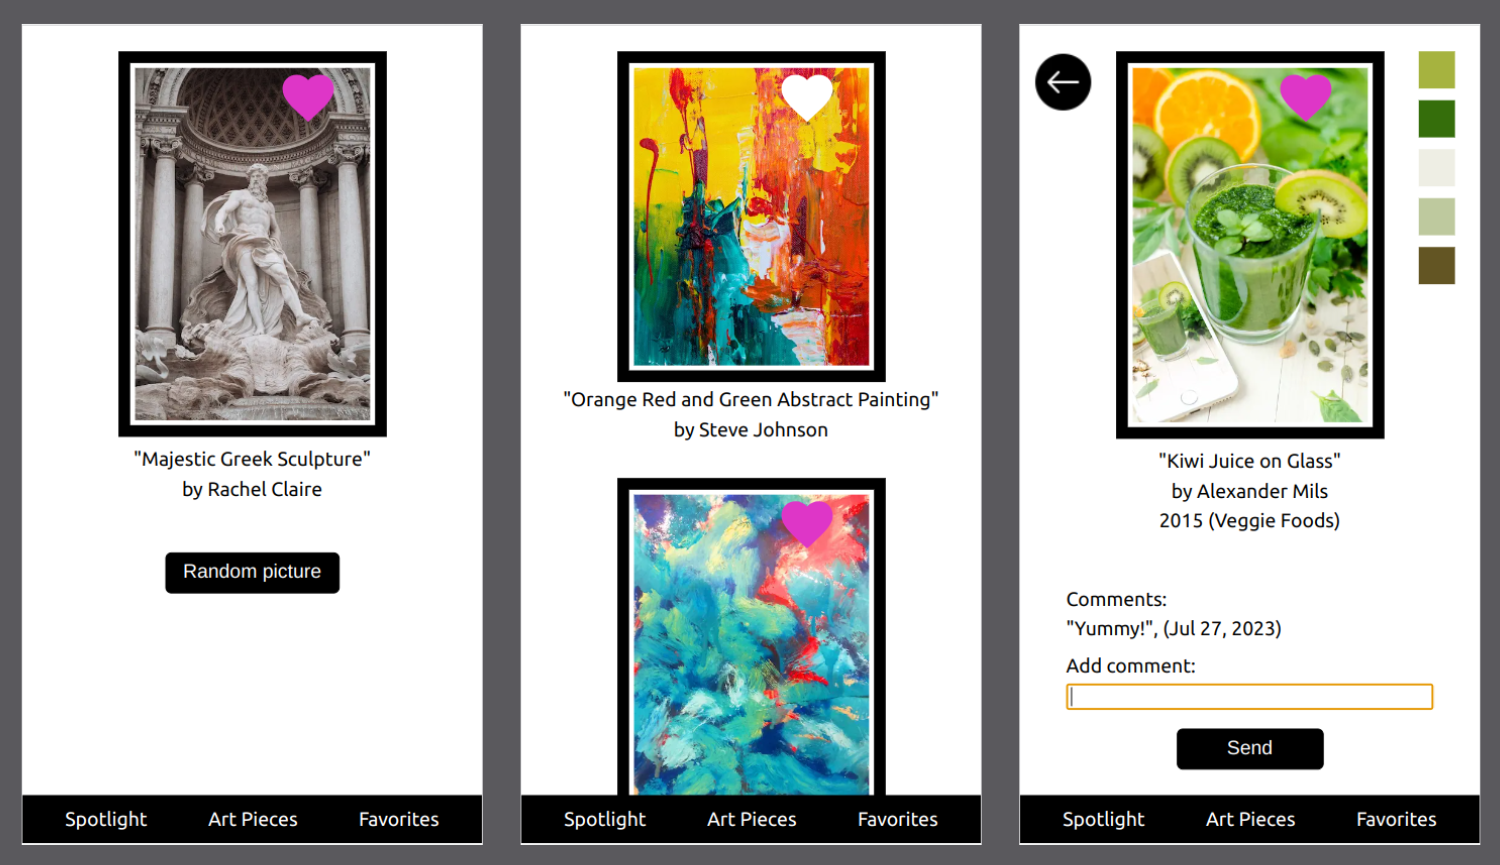 "Majestic Greek Sculpture"
by Rachel Claire
Random picture
Spotlight Art Pieces Favorites
"Orange Red and Green Abstract Painting"
by Steve Johnson
Spotlight Art Pieces Favorites
"Kiwi Juice on Glass"
by Alexander Mils
2015 (Veggie Foods)
Comments:
"Yummy!", (Jul 27, 2023)
Add comment:
Send
Spotlight Art Pieces Favorites